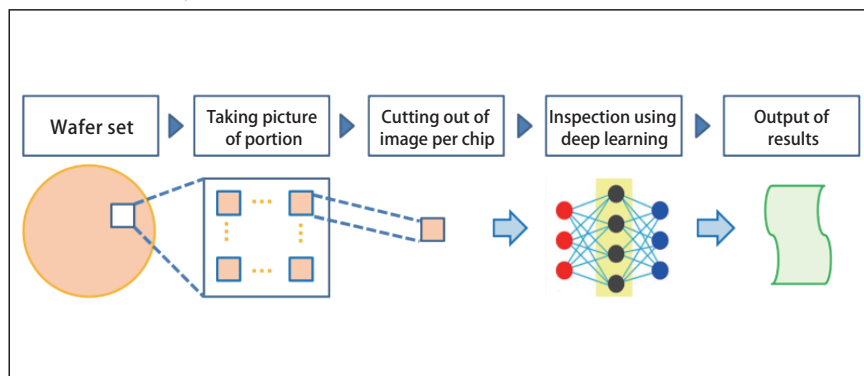 Wafer set
Taking picture
of portion
Cutting out of
image per chip
Inspection using
deep learning
Output of
results